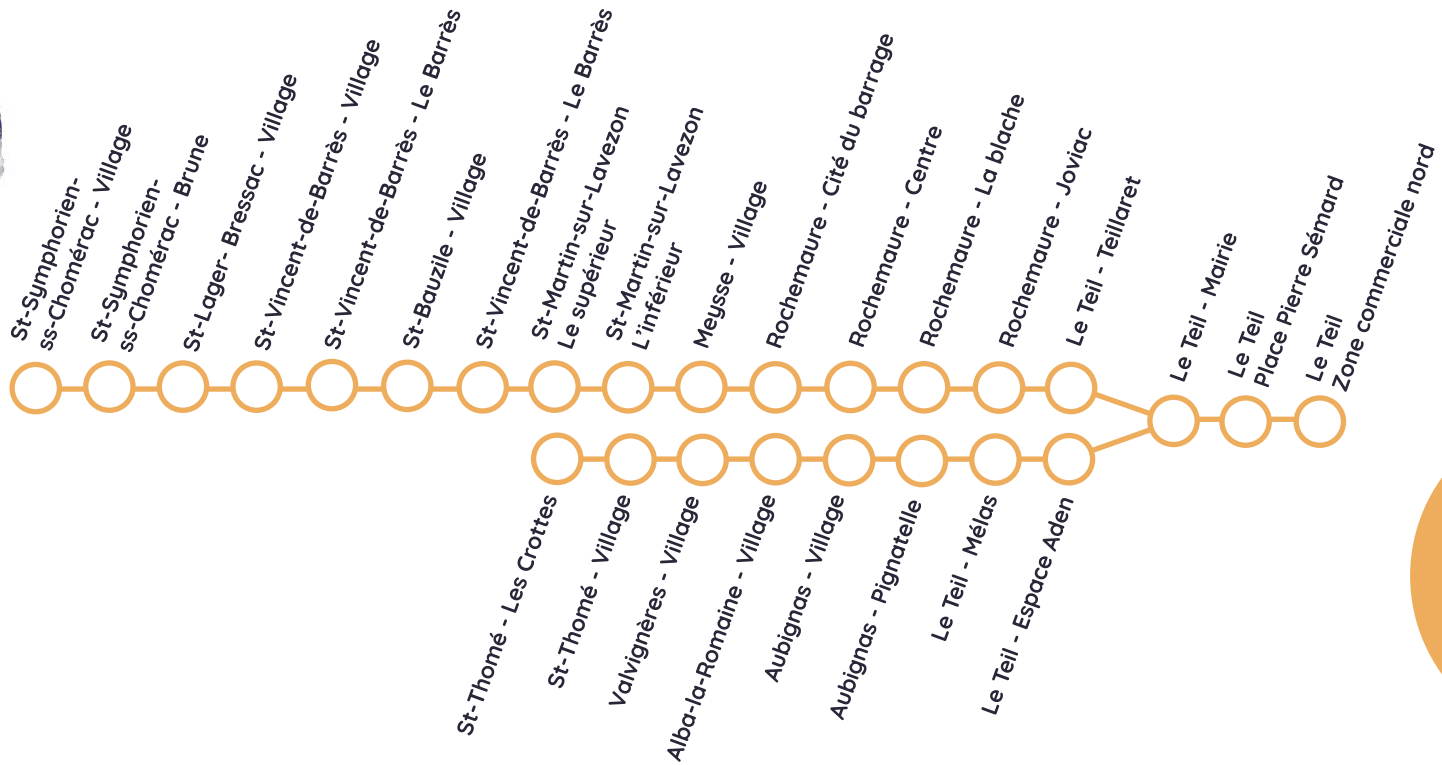 St-Symphorien-
ss-Chomérac - Village
St-Symphorien-
ss-Chomérac - Brune
St-Lager- Bressac - Village
St-Vincent-de-Barrès - Village
St-Vincent-de-Barrès - Le Barrès
St-Bauzile - Village
St-Vincent-de-Barrès - Le Barrès
St-Martin-sur-Lavezon
Le supérieur
St-Martin-sur-Lavezon
L'inférieur
Meysse - Village
Rochemaure - Cité du barrage
Rochemaure - Centre
Rochemaure - La blache
Rochemaure - Joviac
Le Teil - Teillaret
Le Teil - Mairie
Le Teil
Place Pierre Sémard
Le Teil
Zone commerciale nord
St-Thomé - Les Crottes
St-Thomé - Village
Valvignères - Village
Alba-la-Romaine - Village
Aubignas - Village
Aubignas - Pignatelle
Le Teil - Mélas
Le Teil - Espace Aden